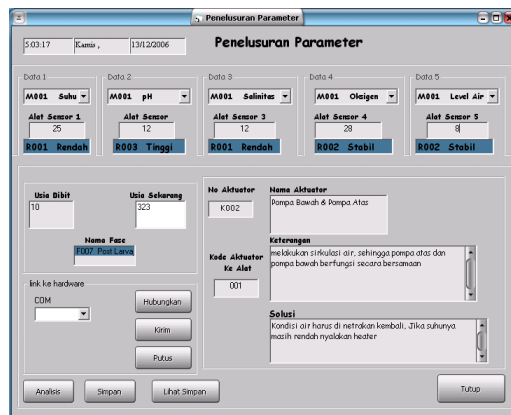 Penelusuran Parameter
5:03:17 Kamis , 13/12/2006
Penelusuran Parameter
Data 1 Data 2 Data 3 Data 4 Data 5
M001 Suhu M001 pH M001 Salinitas M001 Oksigen M001 Level Air
Alat Sensor 1 Alat Sensor Alat Sensor 3 Alat Sensor 4 Alat Sensor 5
25 12 12 28 8
R001 Rendah R003 Tinggi R001 Rendah R002 Stabil R002 Stabil
Usia Bibit Usia Sekarang
10 323
Nama Fase
F007 Post Larva
No Aktuator Nama Aktuator
K002 Pompa Bawah & Pompa Atas
Keterangan
melakukan sirkulasi air, sehingga pompa atas dan
pompa bawah berfungsi secara bersamaan
Kode Aktuator
Ke Alat
001
Solusi
Kondisi air harus di netrakan kembali, Jika suhunya
masih rendah nyalakan heater
link ke hardware
COM
Hubungkan
Kirim
Putus
Analisis Simpan Lihat Simpan Tutup